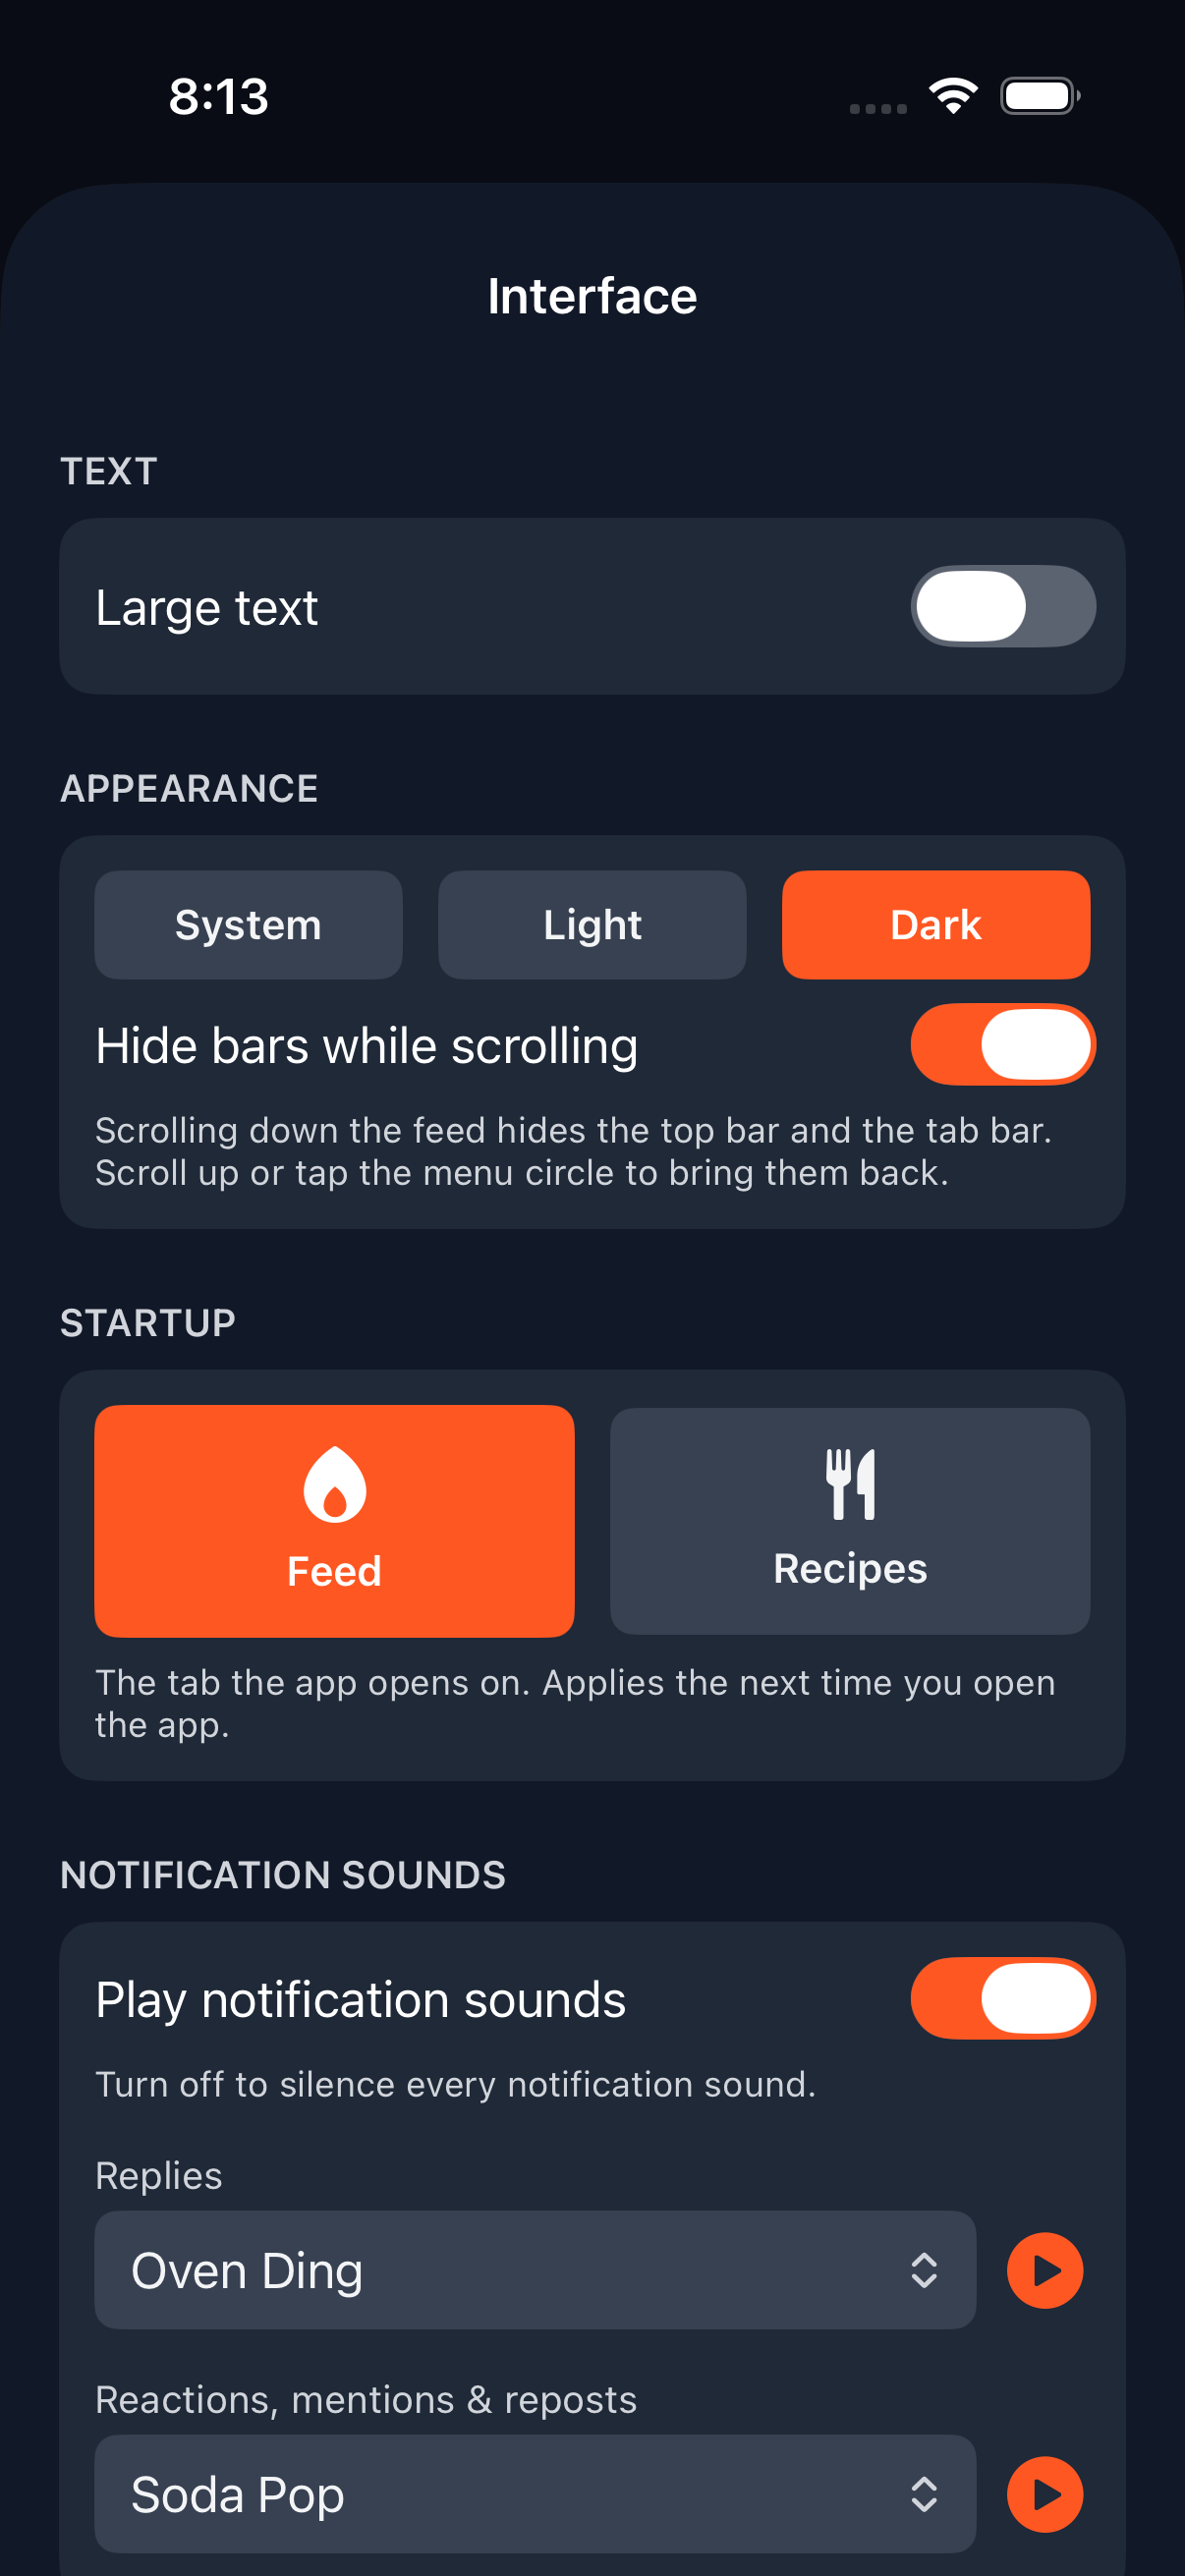 8:13
Interface
TEXT
Large text
APPEARANCE
System
Light
Dark
Hide bars while scrolling
Scrolling down the feed hides the top bar and the tab bar.
Scroll up or tap the menu circle to bring them back.
STARTUP
Feed
Recipes
The tab the app opens on. Applies the next time you open
the app.
NOTIFICATION SOUNDS
Play notification sounds
Turn off to silence every notification sound.
Replies
Oven Ding
Reactions, mentions & reposts
Soda Pop